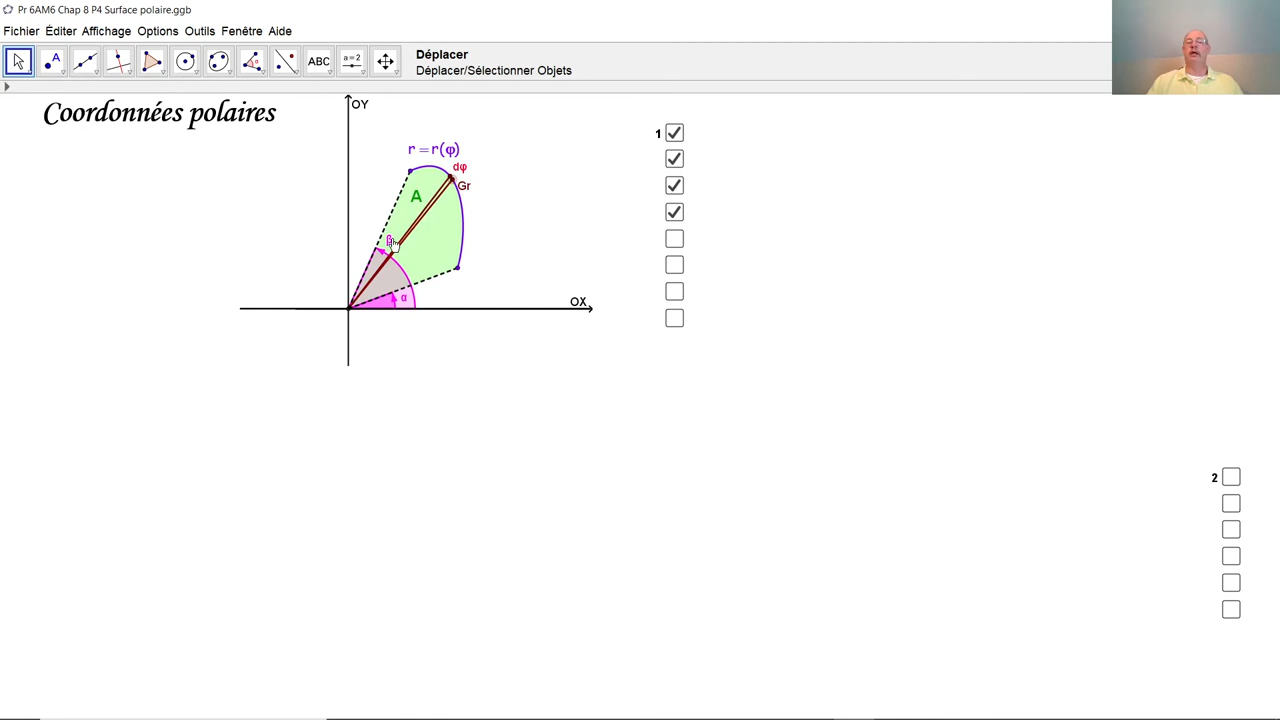 Pr 6AM6 Chap 8 P4 Surface polaire.ggb
Fichier Éditer Affichage Options Outils Fenêtre Aide
A
ABC
a=2
Déplacer
Déplacer/Sélectionner Objets
Coordonnées polaires
OY
1
r = r(φ)
dφ
Gr
A
β
α
OX
2